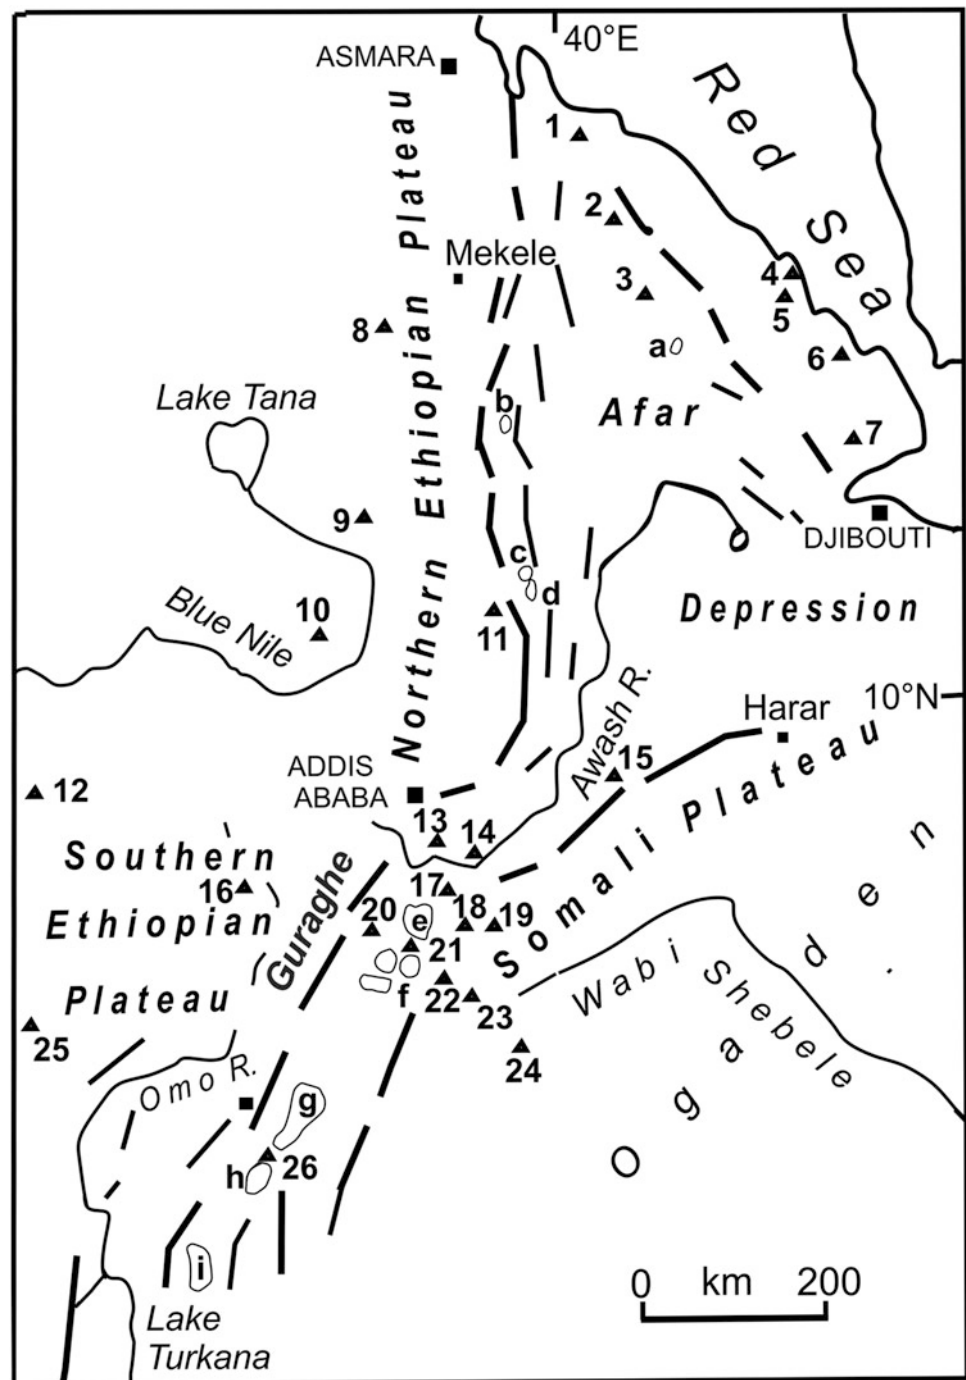 40°E
ASMARA
Red Sea
1
2
Mekele
3
4
5
8
6
a
Lake Tana
b
Afar
7
Northern Ethiopian Plateau
9
DJIBOUTI
c
d
10
11
Blue Nile
Depression
10°N
Awash R.
Harar
15
ADDIS
ABABA
12
13
14
Somali Plateau
Southern
Ethiopian
Plateau
16
Guraghe
17
18
19
20
e
21
f
22
23
24
Wabi Shebele
Ogaden
25
Omo R.
g
26
h
i
0 km 200
Lake
Turkana